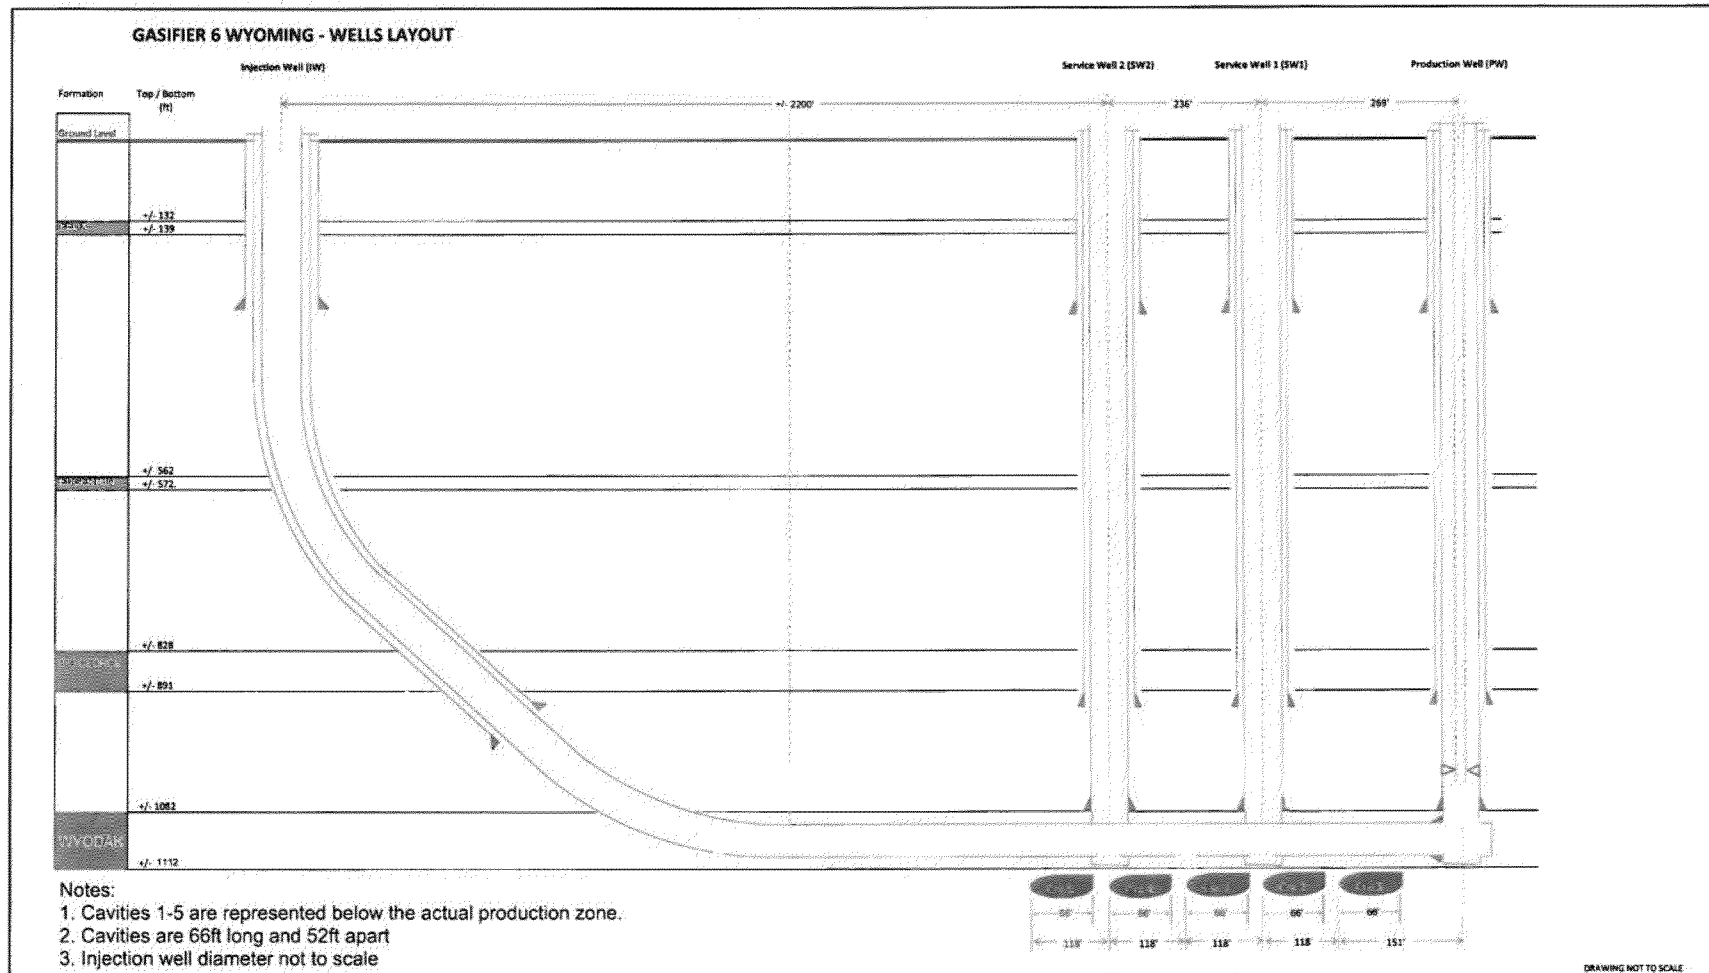 GASIFIER 6 WYOMING - WELLS LAYOUT
Injection Well (IW)
Service Well 2 (SW2)
Service Well 1 (SW1)
Production Well (PW)
Formation
Top / Bottom
(ft)
+/- 2200'
236'
269'
Ground Level
+/- 132
+/- 139
+/- 562
+/- 572
+/- 828
+/- 891
+/- 1082
WYODAK
+/- 1112
66' 66' 66' 66' 66'
118' 118' 118' 118' 151'
Notes:
1. Cavities 1-5 are represented below the actual production zone.
2. Cavities are 66ft long and 52ft apart
3. Injection well diameter not to scale
DRAWING NOT TO SCALE